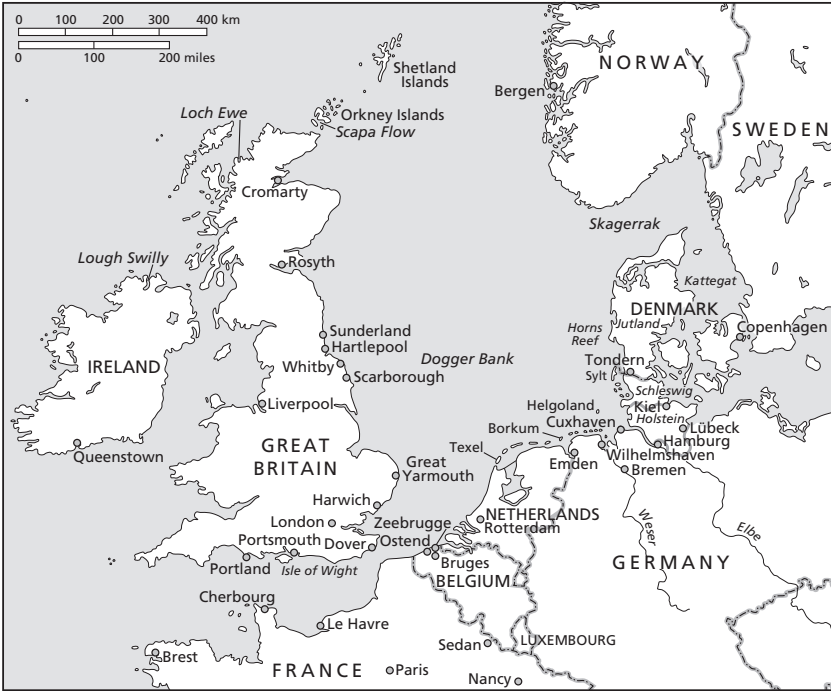 0 100 200 300 400 km
0 100 200 miles
Shetland
Islands
NORWAY
Bergen
Loch Ewe
Orkney Islands
Scapa Flow
SWEDEN
Cromarty
Skagerrak
Lough Swilly
Rosyth
Kattegat
DENMARK
Jutland
Horns
Reef
Copenhagen
Sunderland
Hartlepool
Whitby
Scarborough
Dogger Bank
IRELAND
Tondern
Sylt
Schleswig
Kiel
Holstein
Liverpool
Helgoland
Cuxhaven
Borkum
Lübeck
Hamburg
Queenstown
GREAT
BRITAIN
Texel
Wilhelmshaven
Emden
Bremen
Great
Yarmouth
Harwich
NETHERLANDS
Rotterdam
London
Zeebrugge
Weser
Elbe
Portsmouth
Dover
Ostend
Portland
Isle of Wight
Bruges
BELGIUM
GERMANY
Cherbourg
Le Havre
Sedan
LUXEMBOURG
Brest
FRANCE
Paris
Nancy